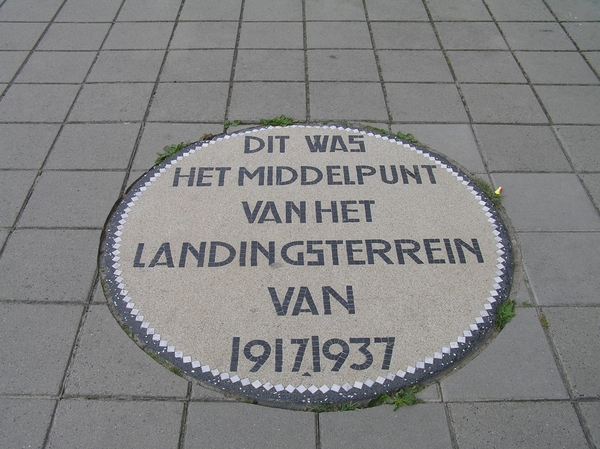 DIT WAS
HET MIDDELPUNT
VAN HET
LANDINGSTERREIN
VAN
1917/1937